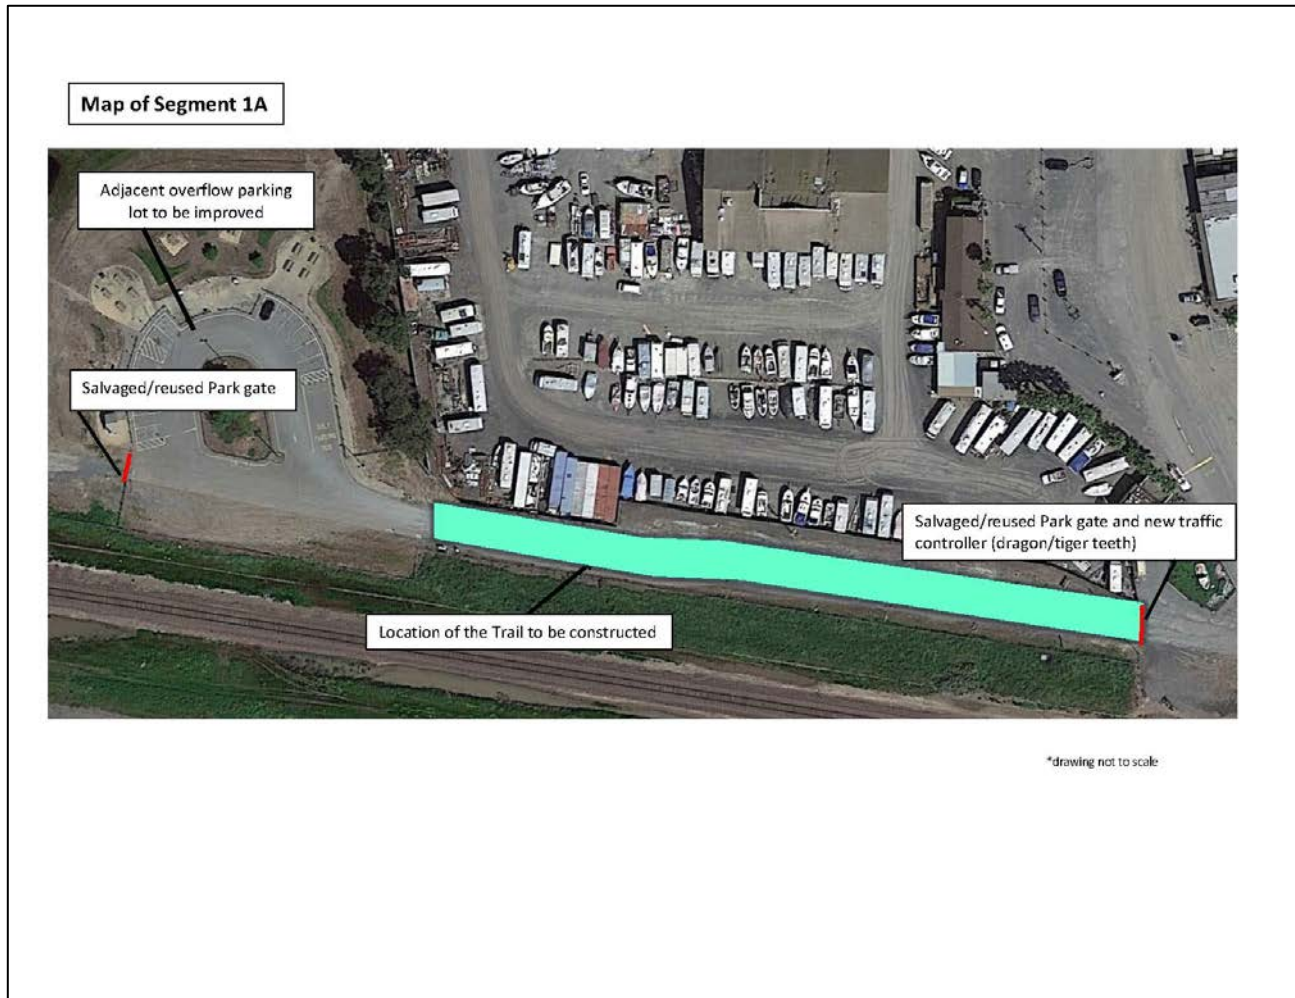 Map of Segment 1A
Adjacent overflow parking
lot to be improved
Salvaged/reused Park gate
Salvaged/reused Park gate and new traffic
controller (dragon/tiger teeth)
Location of the Trail to be constructed
*drawing not to scale